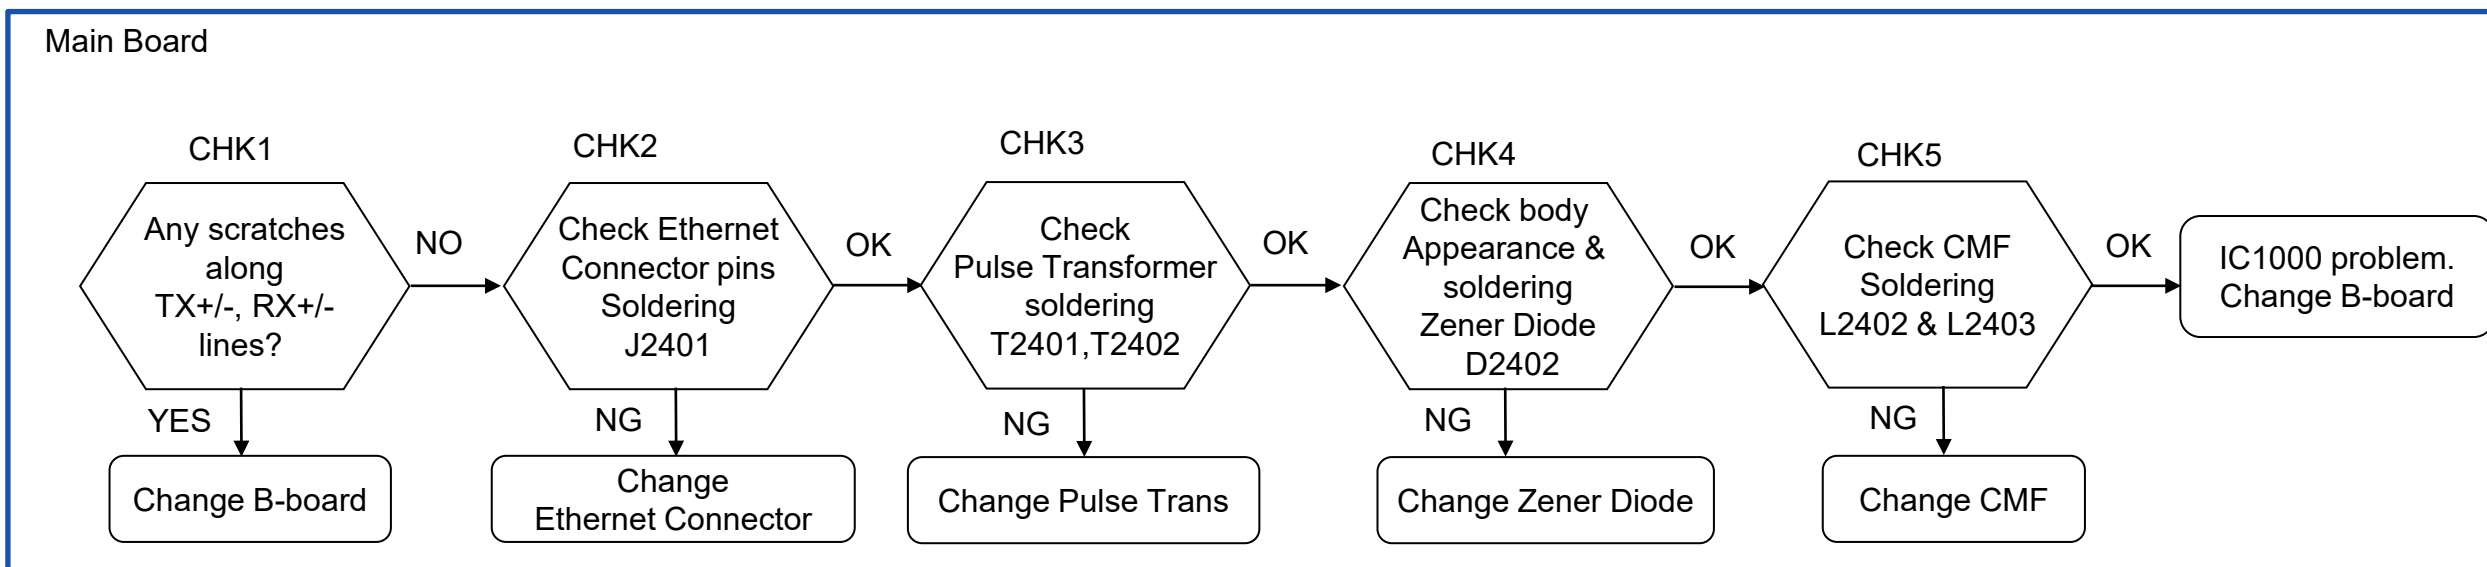 Main Board
CHK1
Any scratches
along
TX+/-, RX+/-
lines?
NO
YES
Change B-board
CHK2
Check Ethernet
Connector pins
Soldering
J2401
OK
NG
Change
Ethernet Connector
CHK3
Check
Pulse Transformer
soldering
T2401,T2402
OK
NG
Change Pulse Trans
CHK4
Check body
Appearance &
soldering
Zener Diode
D2402
OK
NG
Change Zener Diode
CHK5
Check CMF
Soldering
L2402 & L2403
OK
NG
Change CMF
IC1000 problem.
Change B-board